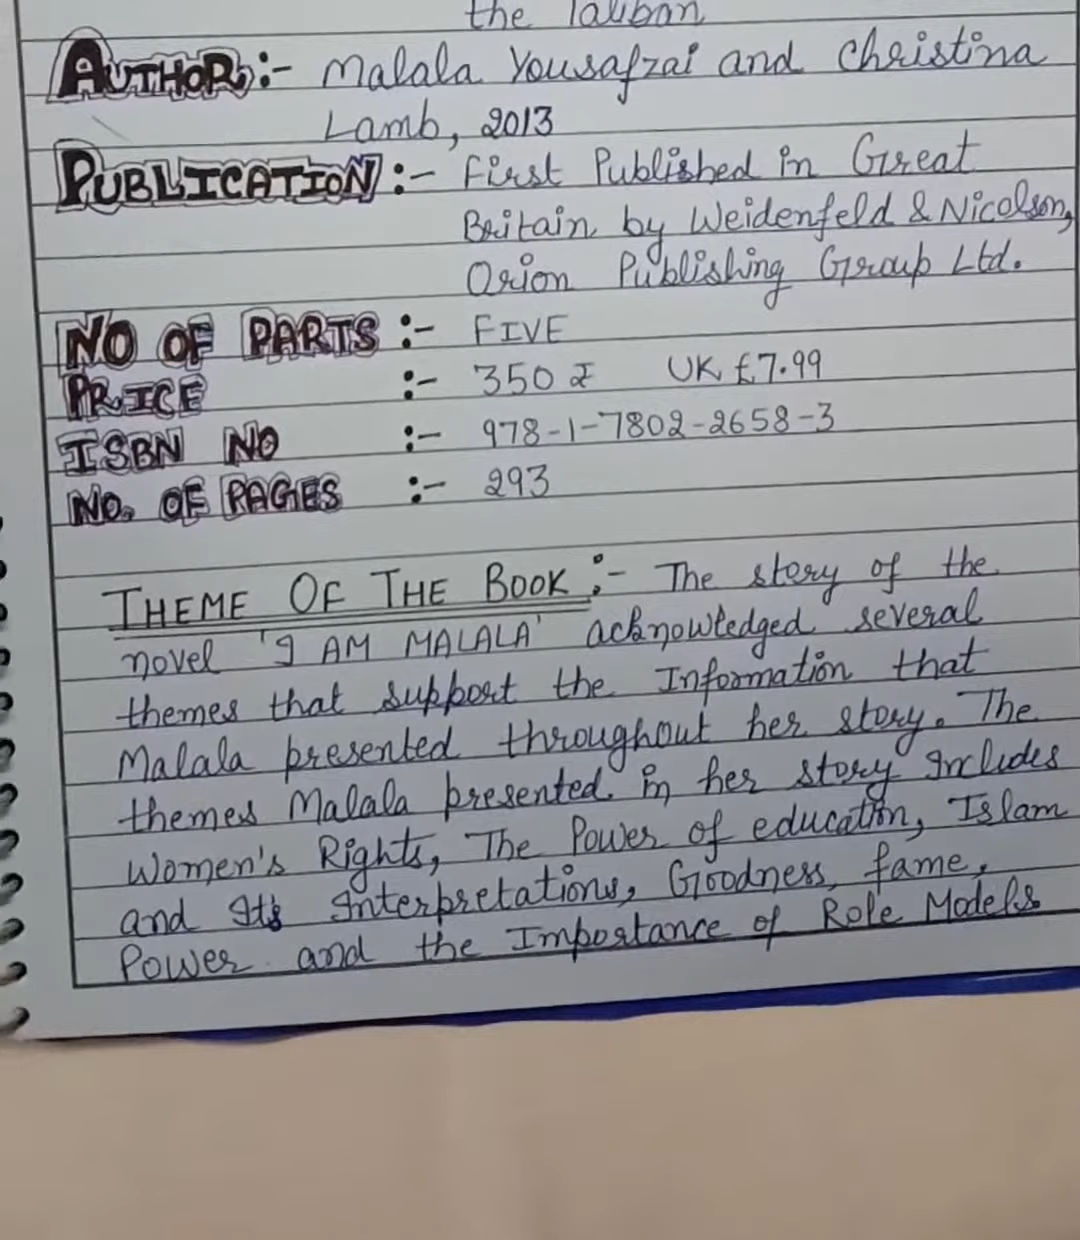 the Taliban
AUTHOR:- Malala Yousafzai and Christina
Lamb, 2013
PUBLICATION:- First Published in Great
Britain by Weidenfeld & Nicolson,
Orion Publishing Group Ltd.
NO OF PARTS :- FIVE
PRICE :- 350 ₹ UK £7.99
ISBN NO :- 978-1-7802-2658-3
NO. OF PAGES :- 293
THEME OF THE BOOK :- The story of the
novel 'I AM MALALA' acknowledged several
themes that support the Information that
Malala presented throughout her story. The
themes Malala presented in her story Includes
Women's Rights, The Power of education, Islam
and Its Interpretations, Goodness, fame,
Power and the Importance of Role Models